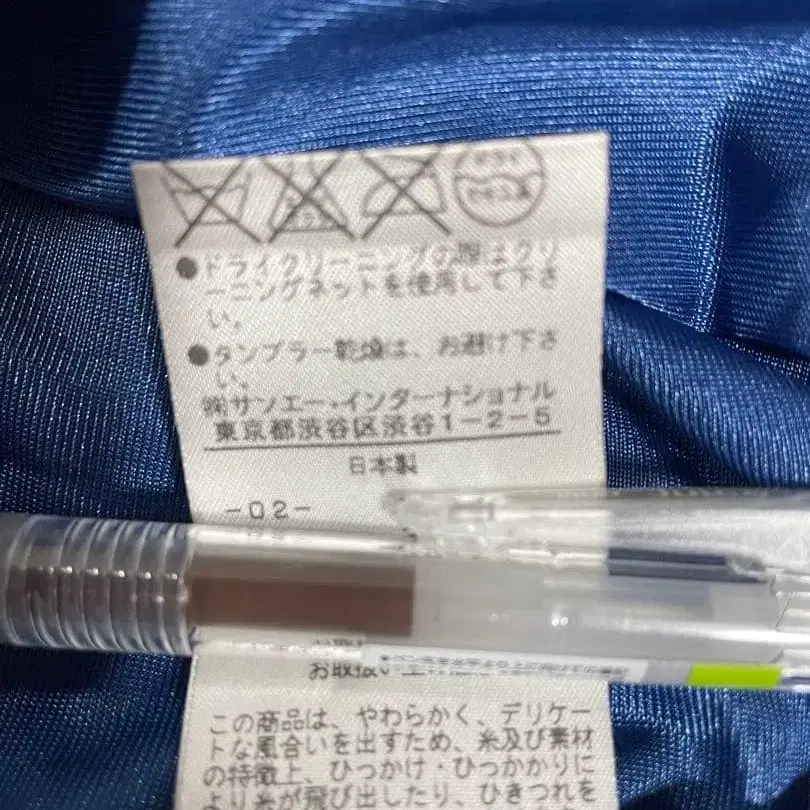 ●ドライクリーニングの際はクリ
ーニングネットを使用して下さ
い。
●タンブラー乾燥は、お避け下さ
い。
㈱サンエー・インターナショナル
東京都渋谷区渋谷1-2-5
日本製
-02-
お取扱い上
この商品は、やわらかく、デリケー
トな風合いを出すため、糸及び素材
の特徴上、ひっかけ・ひっかかりに
より糸が飛び出したり、ひきつれを